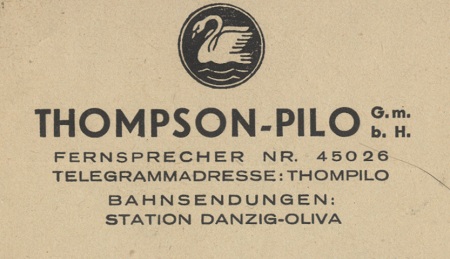 THOMPSON-PILO G.m. b. H.
FERNSPRECHER NR. 45026
TELEGRAMMADRESSE: THOMPILO
BAHNSENDUNGEN:
STATION DANZIG-OLIVA